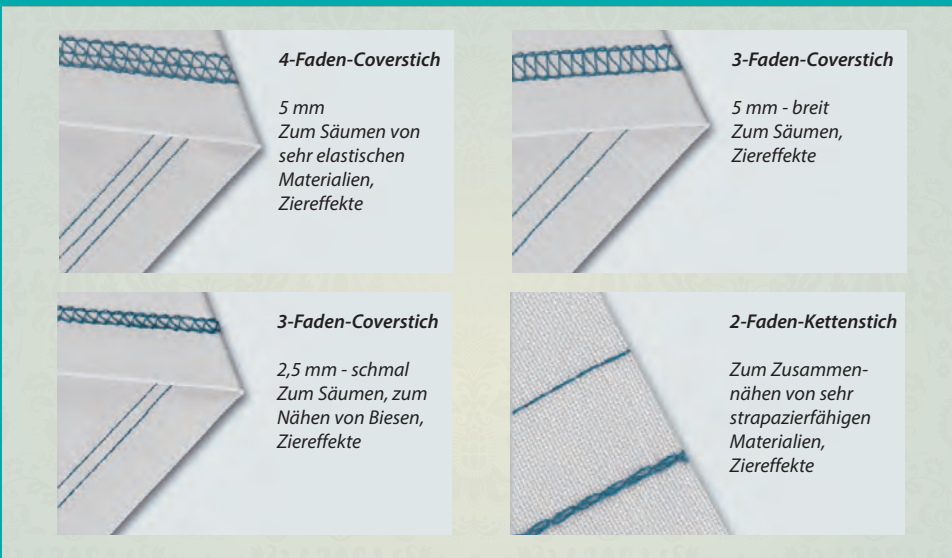 4-Faden-Coverstich
5 mm
Zum Säumen von
sehr elastischen
Materialien,
Ziereffekte
3-Faden-Coverstich
5 mm - breit
Zum Säumen,
Ziereffekte
3-Faden-Coverstich
2,5 mm - schmal
Zum Säumen, zum
Nähen von Biesen,
Ziereffekte
2-Faden-Kettenstich
Zum Zusammen-
nähen von sehr
strapazierfähigen
Materialien,
Ziereffekte